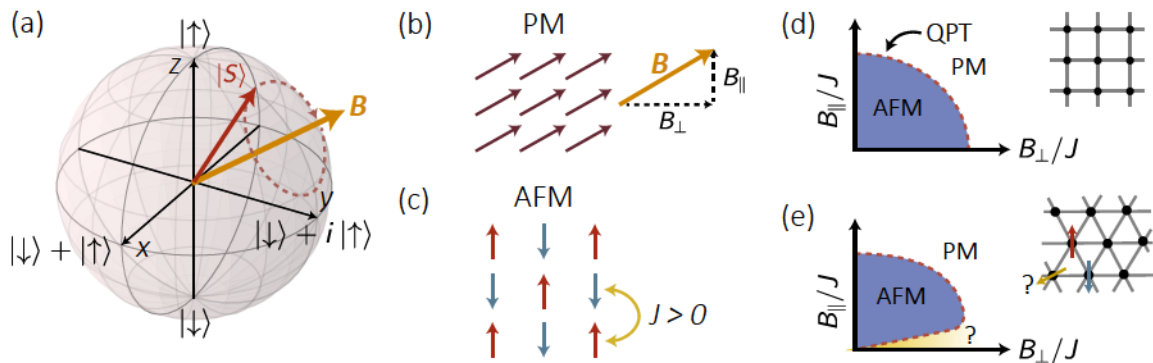 (a)
|↑⟩
z
|S⟩
B
y
|↓⟩ + i |↑⟩
|↓⟩ + |↑⟩
x
|↓⟩
(b)
PM
B
B∥
B⊥
(c)
AFM
J > 0
(d)
QPT
PM
AFM
B∥/J
B⊥/J
(e)
PM
AFM
B∥/J
?
B⊥/J
?